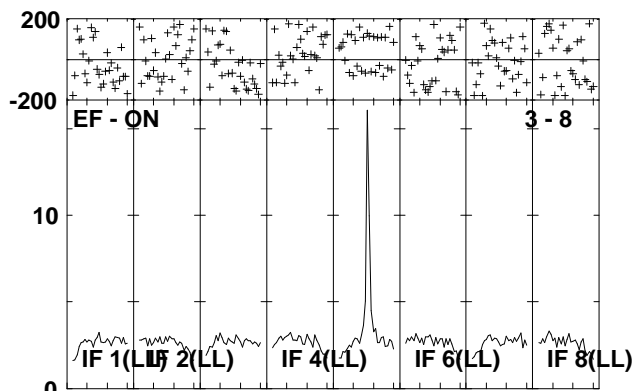 200
-200
EF - ON 3 - 8
10
IF 1(LL) IF 2(LL) IF 4(LL) IF 6(LL) IF 8(LL)
0